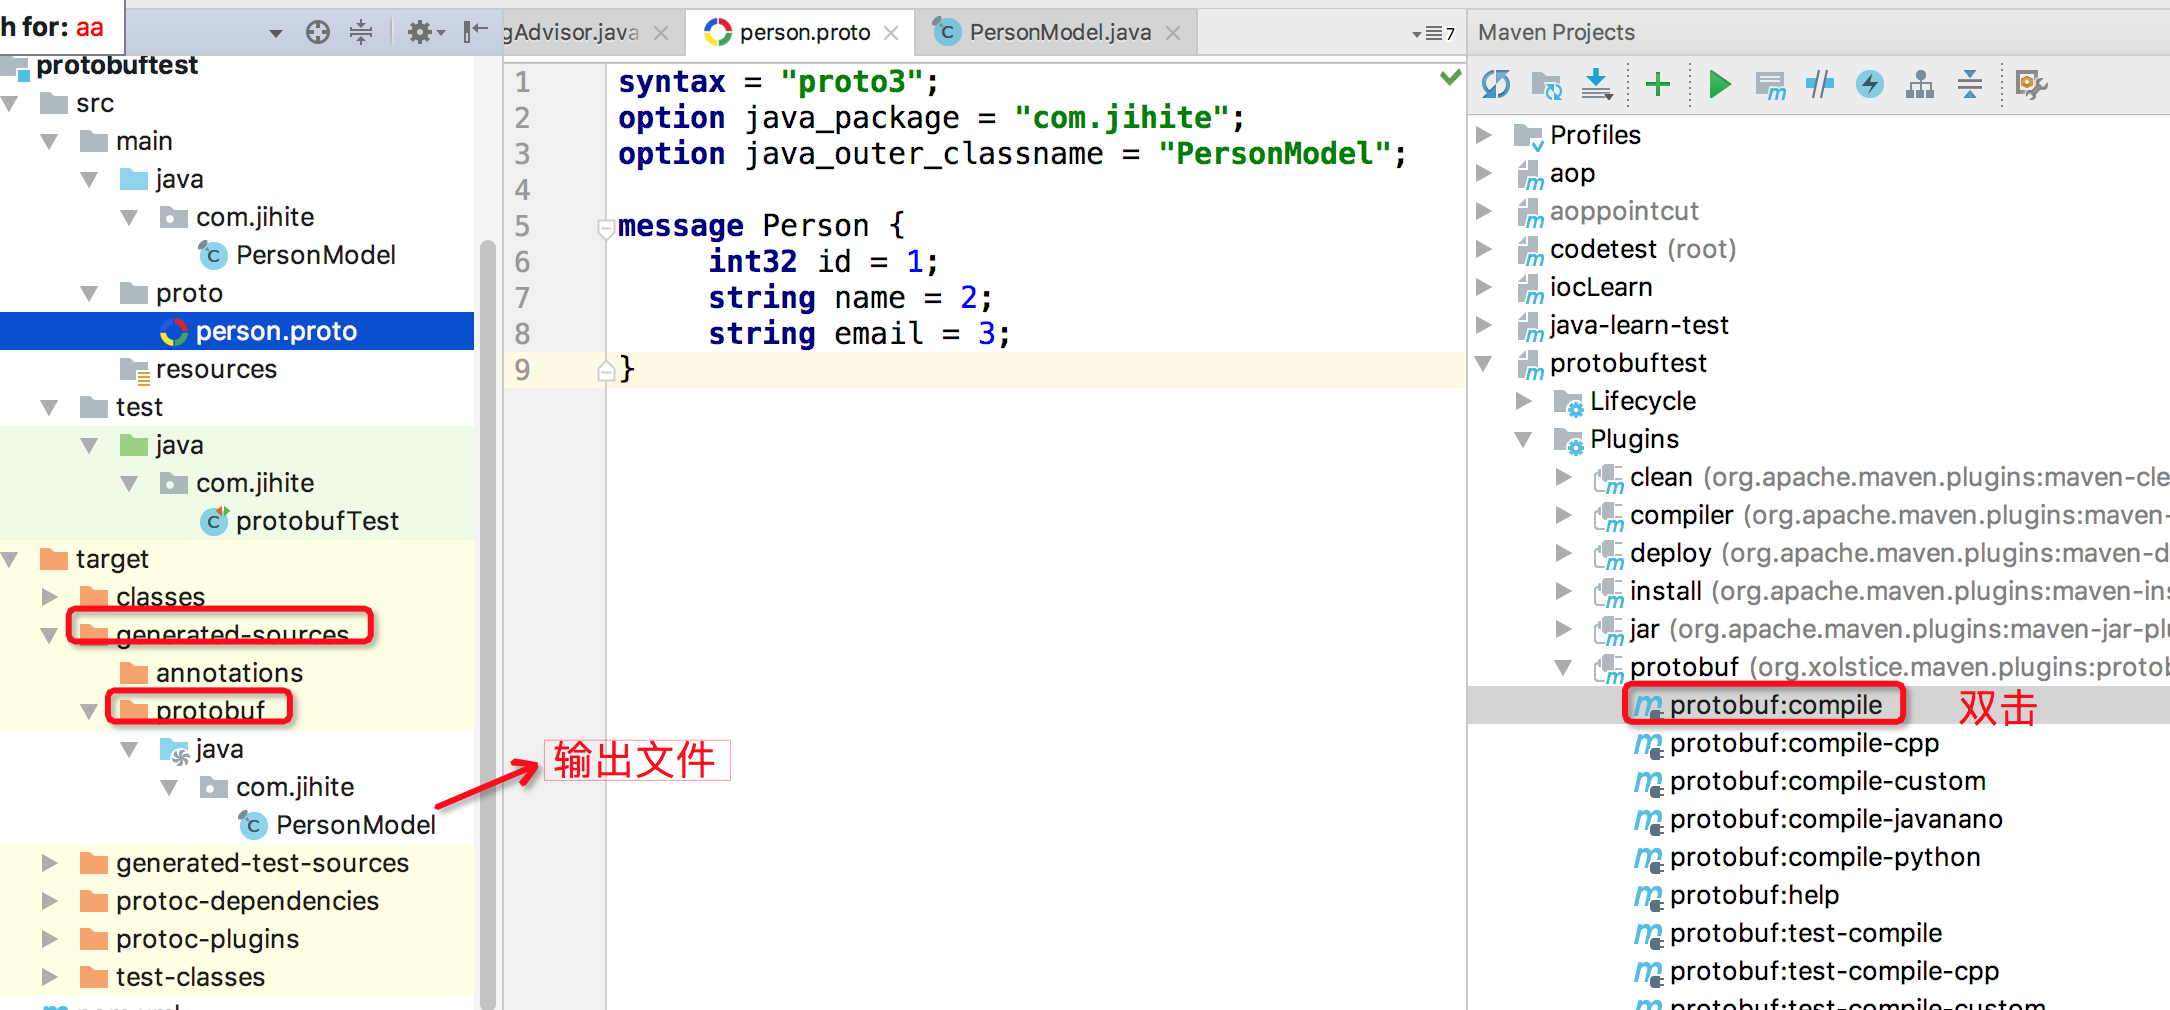 h for: aa
protobuftest
src
main
java
com.jihite
PersonModel
proto
person.proto
resources
test
java
com.jihite
protobufTest
target
classes
generated-sources
annotations
protobuf
java
com.jihite
PersonModel
generated-test-sources
protoc-dependencies
protoc-plugins
test-classes
gAdvisor.java
person.proto
PersonModel.java
7
1 syntax = "proto3";
2 option java_package = "com.jihite";
3 option java_outer_classname = "PersonModel";
4
5 message Person {
6 int32 id = 1;
7 string name = 2;
8 string email = 3;
9 }
输出文件
Maven Projects
Profiles
aop
aoppointcut
codetest (root)
iocLearn
java-learn-test
protobuftest
Lifecycle
Plugins
clean (org.apache.maven.plugins:maven-cle
compiler (org.apache.maven.plugins:maven-
deploy (org.apache.maven.plugins:maven-d
install (org.apache.maven.plugins:maven-ins
jar (org.apache.maven.plugins:maven-jar-plu
protobuf (org.xolstice.maven.plugins:protob
protobuf:compile 双击
protobuf:compile-cpp
protobuf:compile-custom
protobuf:compile-javanano
protobuf:compile-python
protobuf:help
protobuf:test-compile
protobuf:test-compile-cpp
protobuf:test-compile-custom